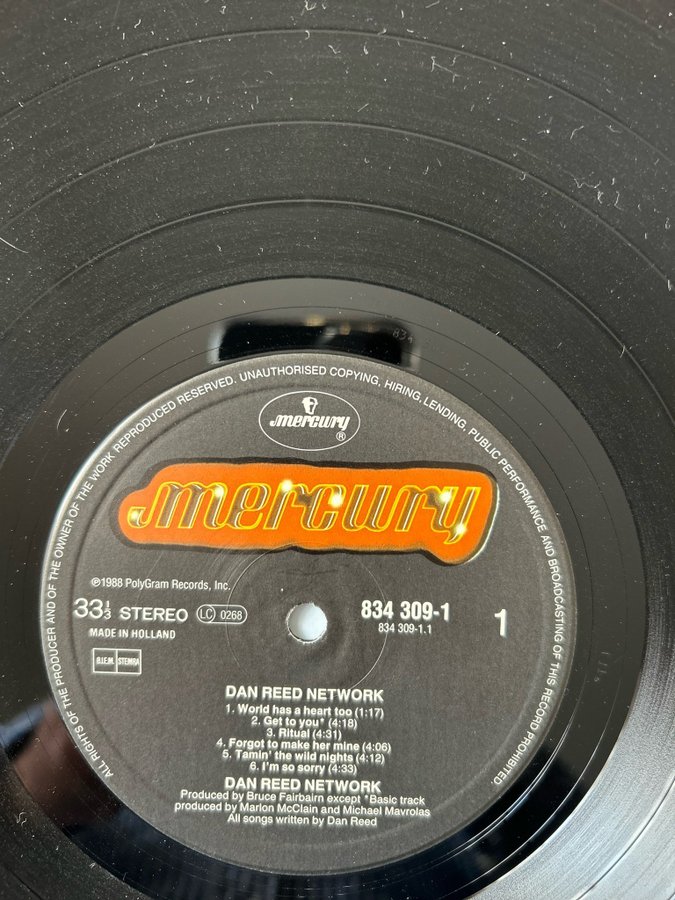 834
ALL RIGHTS OF THE PRODUCER AND OF THE OWNER OF THE WORK REPRODUCED RESERVED. UNAUTHORISED COPYING, HIRING, LENDING, PUBLIC PERFORMANCE AND BROADCASTING OF THIS RECORD PROHIBITED
mercury ®
mercury
℗1988 PolyGram Records, Inc.
33⅓ STEREO LC 0268
MADE IN HOLLAND
B.I.E.M. STEMRA
834 309-1
834 309-1.1
1
DAN REED NETWORK
1. World has a heart too (1:17)
2. Get to you* (4:18)
3. Ritual (4:31)
4. Forgot to make her mine (4:06)
5. Tamin' the wild nights (4:12)
6. I'm so sorry (4:33)
DAN REED NETWORK
Produced by Bruce Fairbairn except *Basic track
produced by Marlon McClain and Michael Mavrolas
All songs written by Dan Reed